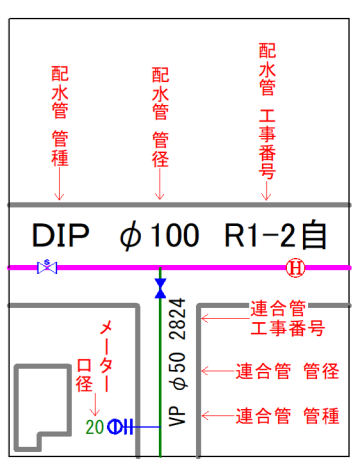 配水管 管種
配水管 管径
配水管 工事番号
DIP φ100 R1-2自
S
H
VP φ50 2824
連合管
工事番号
連合管 管径
連合管 管種
メーター
口径
20